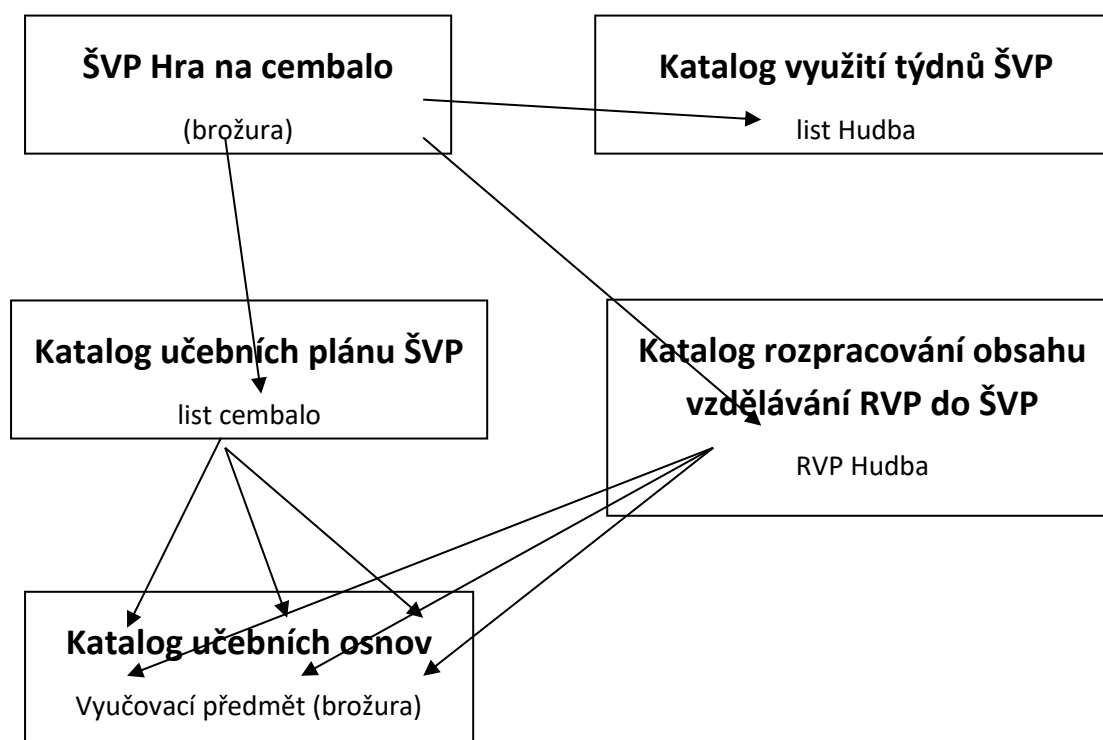 ŠVP Hra na cembalo
(brožura)
Katalog využití týdnů ŠVP
list Hudba
Katalog učebních plánu ŠVP
list cembalo
Katalog rozpracování obsahu
vzdělávání RVP do ŠVP
RVP Hudba
Katalog učebních osnov
Vyučovací předmět (brožura)